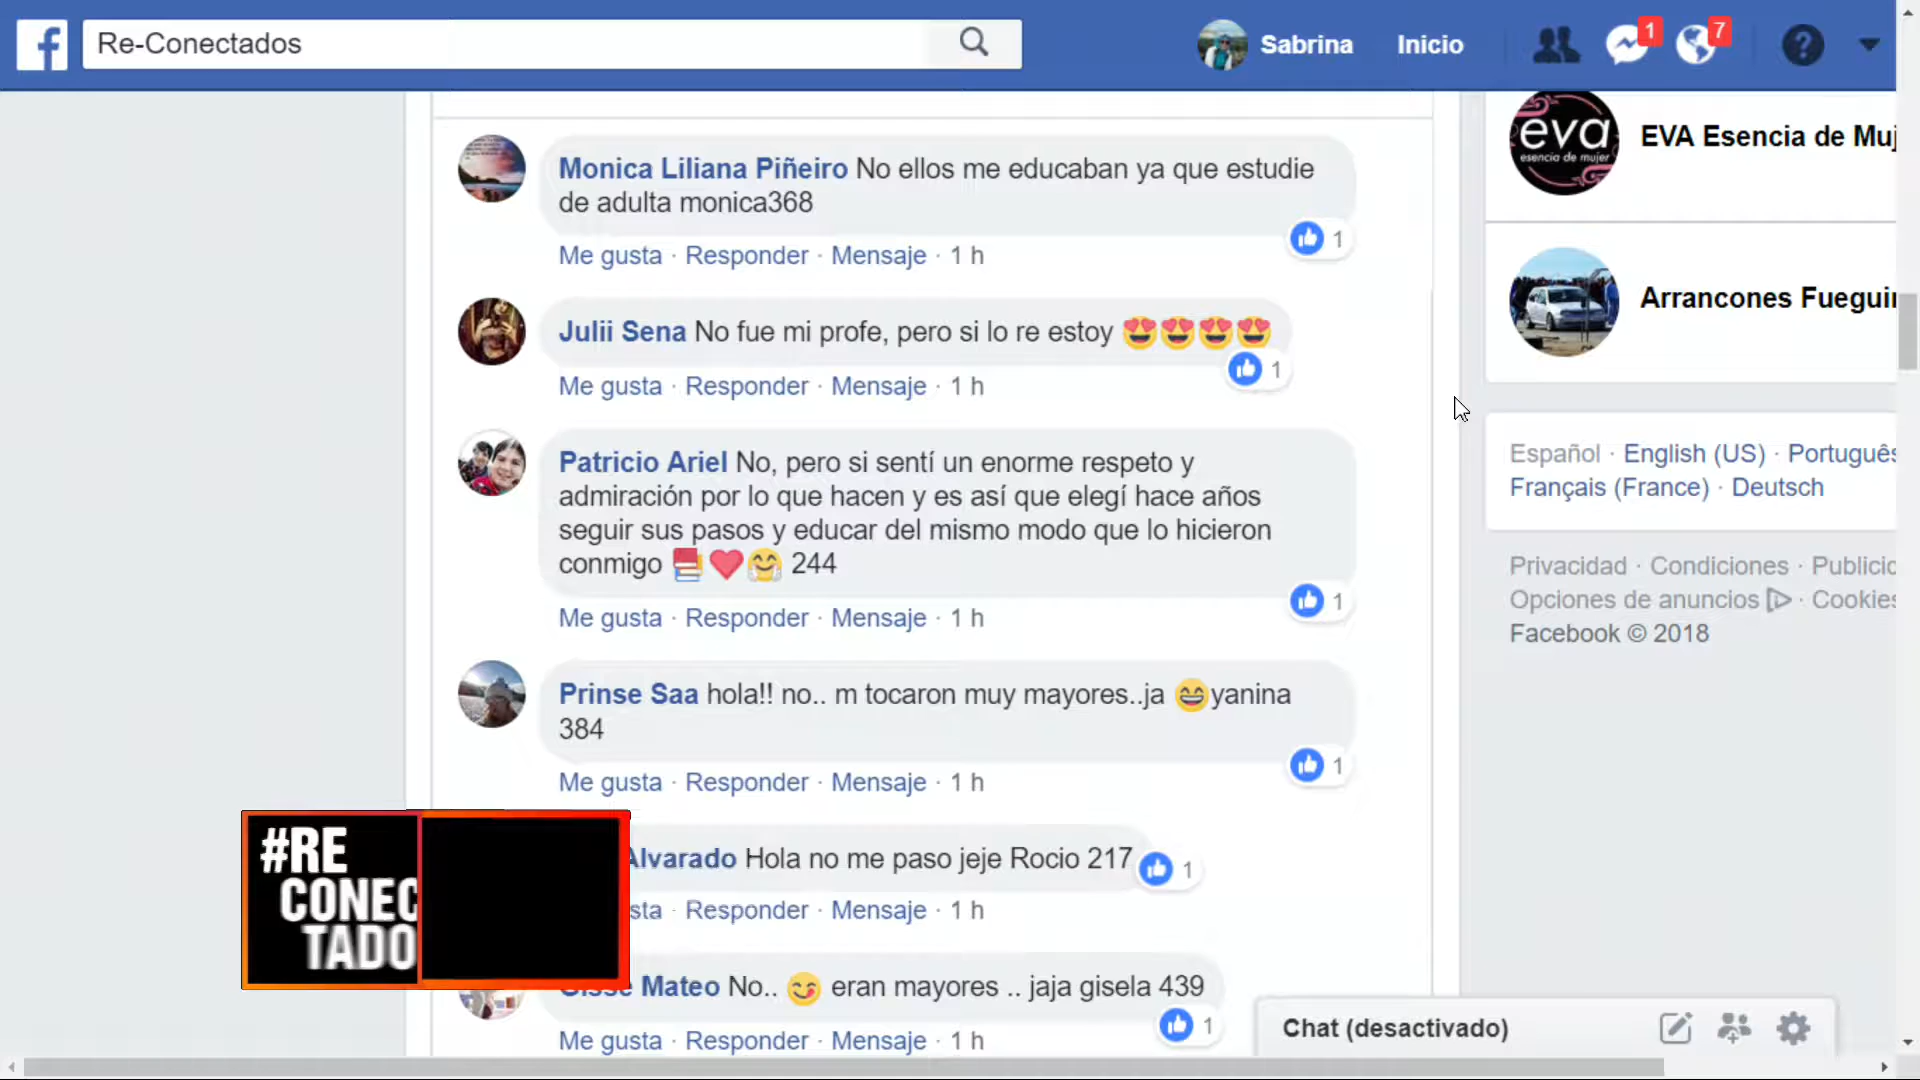 Re-Conectados
Sabrina
Inicio
1
7
Monica Liliana Piñeiro No ellos me educaban ya que estudie
de adulta monica368
1
Me gusta · Responder · Mensaje · 1 h
Julii Sena No fue mi profe, pero si lo re estoy 😍😍😍😍
1
Me gusta · Responder · Mensaje · 1 h
Patricio Ariel No, pero si sentí un enorme respeto y
admiración por lo que hacen y es así que elegí hace años
seguir sus pasos y educar del mismo modo que lo hicieron
conmigo 📚❤️🤗 244
1
Me gusta · Responder · Mensaje · 1 h
Prinse Saa hola!! no.. m tocaron muy mayores..ja 😄yanina
384
1
Me gusta · Responder · Mensaje · 1 h
Alvarado Hola no me paso jeje Rocio 217
1
sta · Responder · Mensaje · 1 h
Mateo No.. 😋 eran mayores .. jaja gisela 439
1
Me gusta · Responder · Mensaje · 1 h
#RE
CONEC
TADO
eva
esencia de mujer
EVA Esencia de Muj
Arrancones Fueguin
Español · English (US) · Português
Français (France) · Deutsch
Privacidad · Condiciones · Publicid
Opciones de anuncios · Cookies
Facebook © 2018
Chat (desactivado)